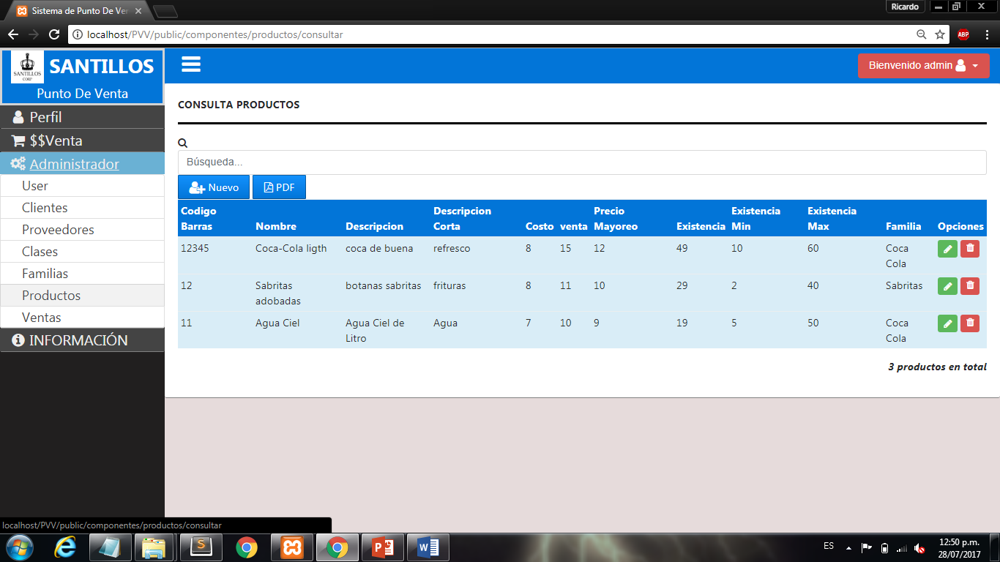 Sistema de Punto De Ver
Ricardo
localhost/PVV/public/componentes/productos/consultar
ABP
SANTILLOS
CORP
SANTILLOS
Punto De Venta
Bienvenido admin
Perfil
$$Venta
Administrador
User
Clientes
Proveedores
Clases
Familias
Productos
Ventas
INFORMACIÓN
CONSULTA PRODUCTOS
Búsqueda...
Nuevo PDF
Codigo Barras Nombre Descripcion Descripcion Corta Costo venta Precio Mayoreo Existencia Existencia Min Existencia Max Familia Opciones
12345 Coca-Cola ligth coca de buena refresco 8 15 12 49 10 60 Coca Cola
12 Sabritas adobadas botanas sabritas frituras 8 11 10 29 2 40 Sabritas
11 Agua Ciel Agua Ciel de Litro Agua 7 10 9 19 5 50 Coca Cola
3 productos en total
localhost/PVV/public/componentes/productos/consultar
ES
12:50 p.m.
28/07/2017